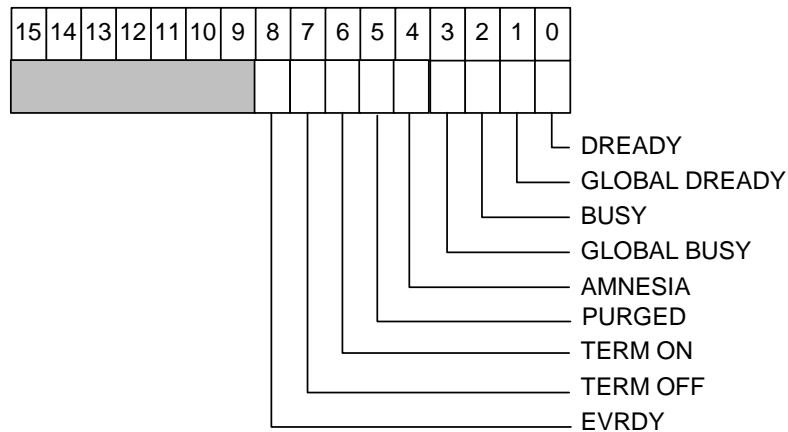 15 14 13 12 11 10 9 8 7 6 5 4 3 2 1 0
DREADY
GLOBAL DREADY
BUSY
GLOBAL BUSY
AMNESIA
PURGED
TERM ON
TERM OFF
EVRDY